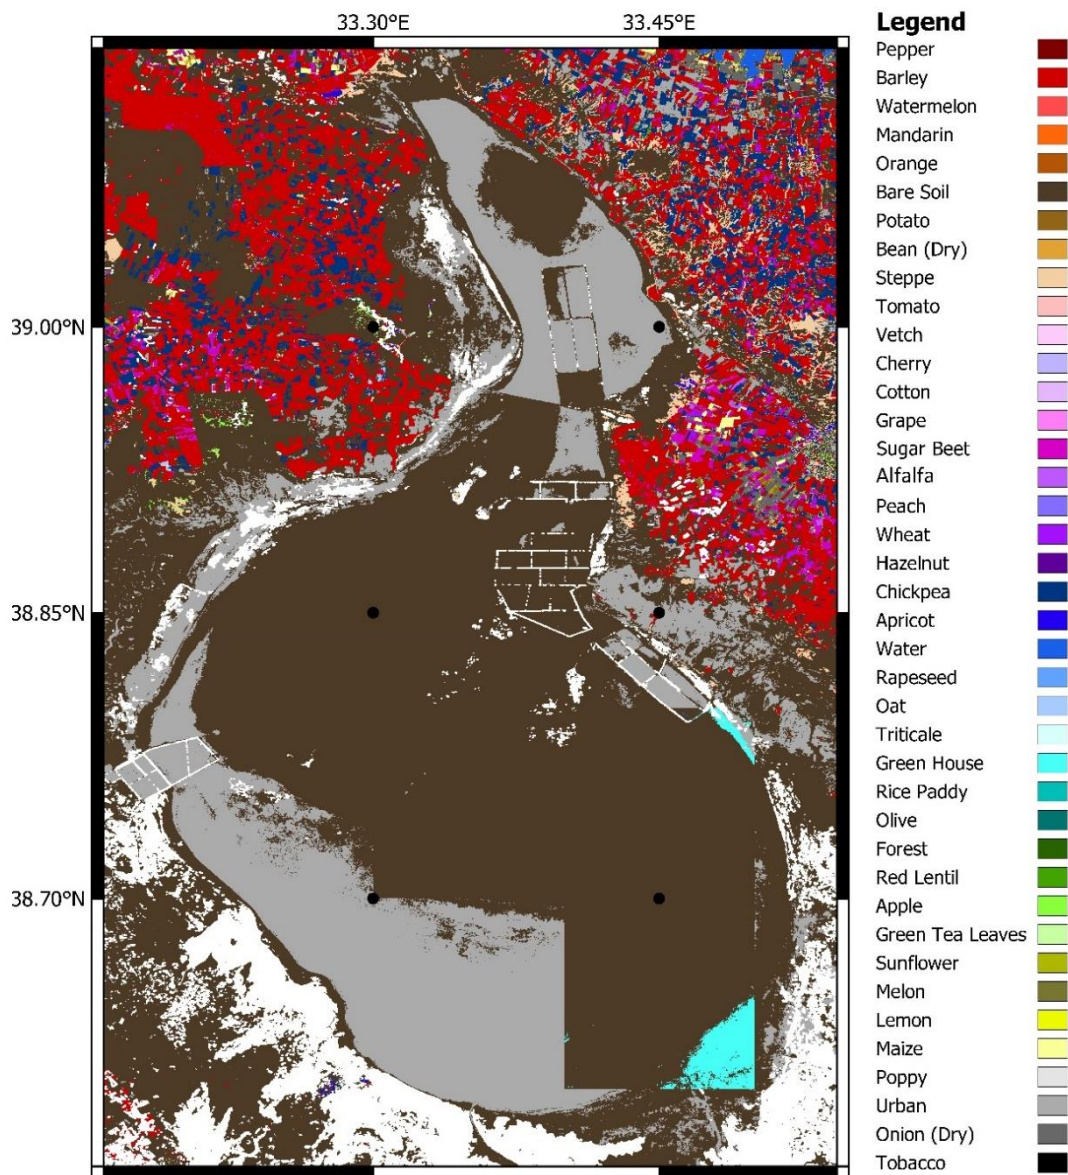 33.30°E
33.45°E
39.00°N
38.85°N
38.70°N
Legend
Pepper
Barley
Watermelon
Mandarin
Orange
Bare Soil
Potato
Bean (Dry)
Steppe
Tomato
Vetch
Cherry
Cotton
Grape
Sugar Beet
Alfalfa
Peach
Wheat
Hazelnut
Chickpea
Apricot
Water
Rapeseed
Oat
Triticale
Green House
Rice Paddy
Olive
Forest
Red Lentil
Apple
Green Tea Leaves
Sunflower
Melon
Lemon
Maize
Poppy
Urban
Onion (Dry)
Tobacco